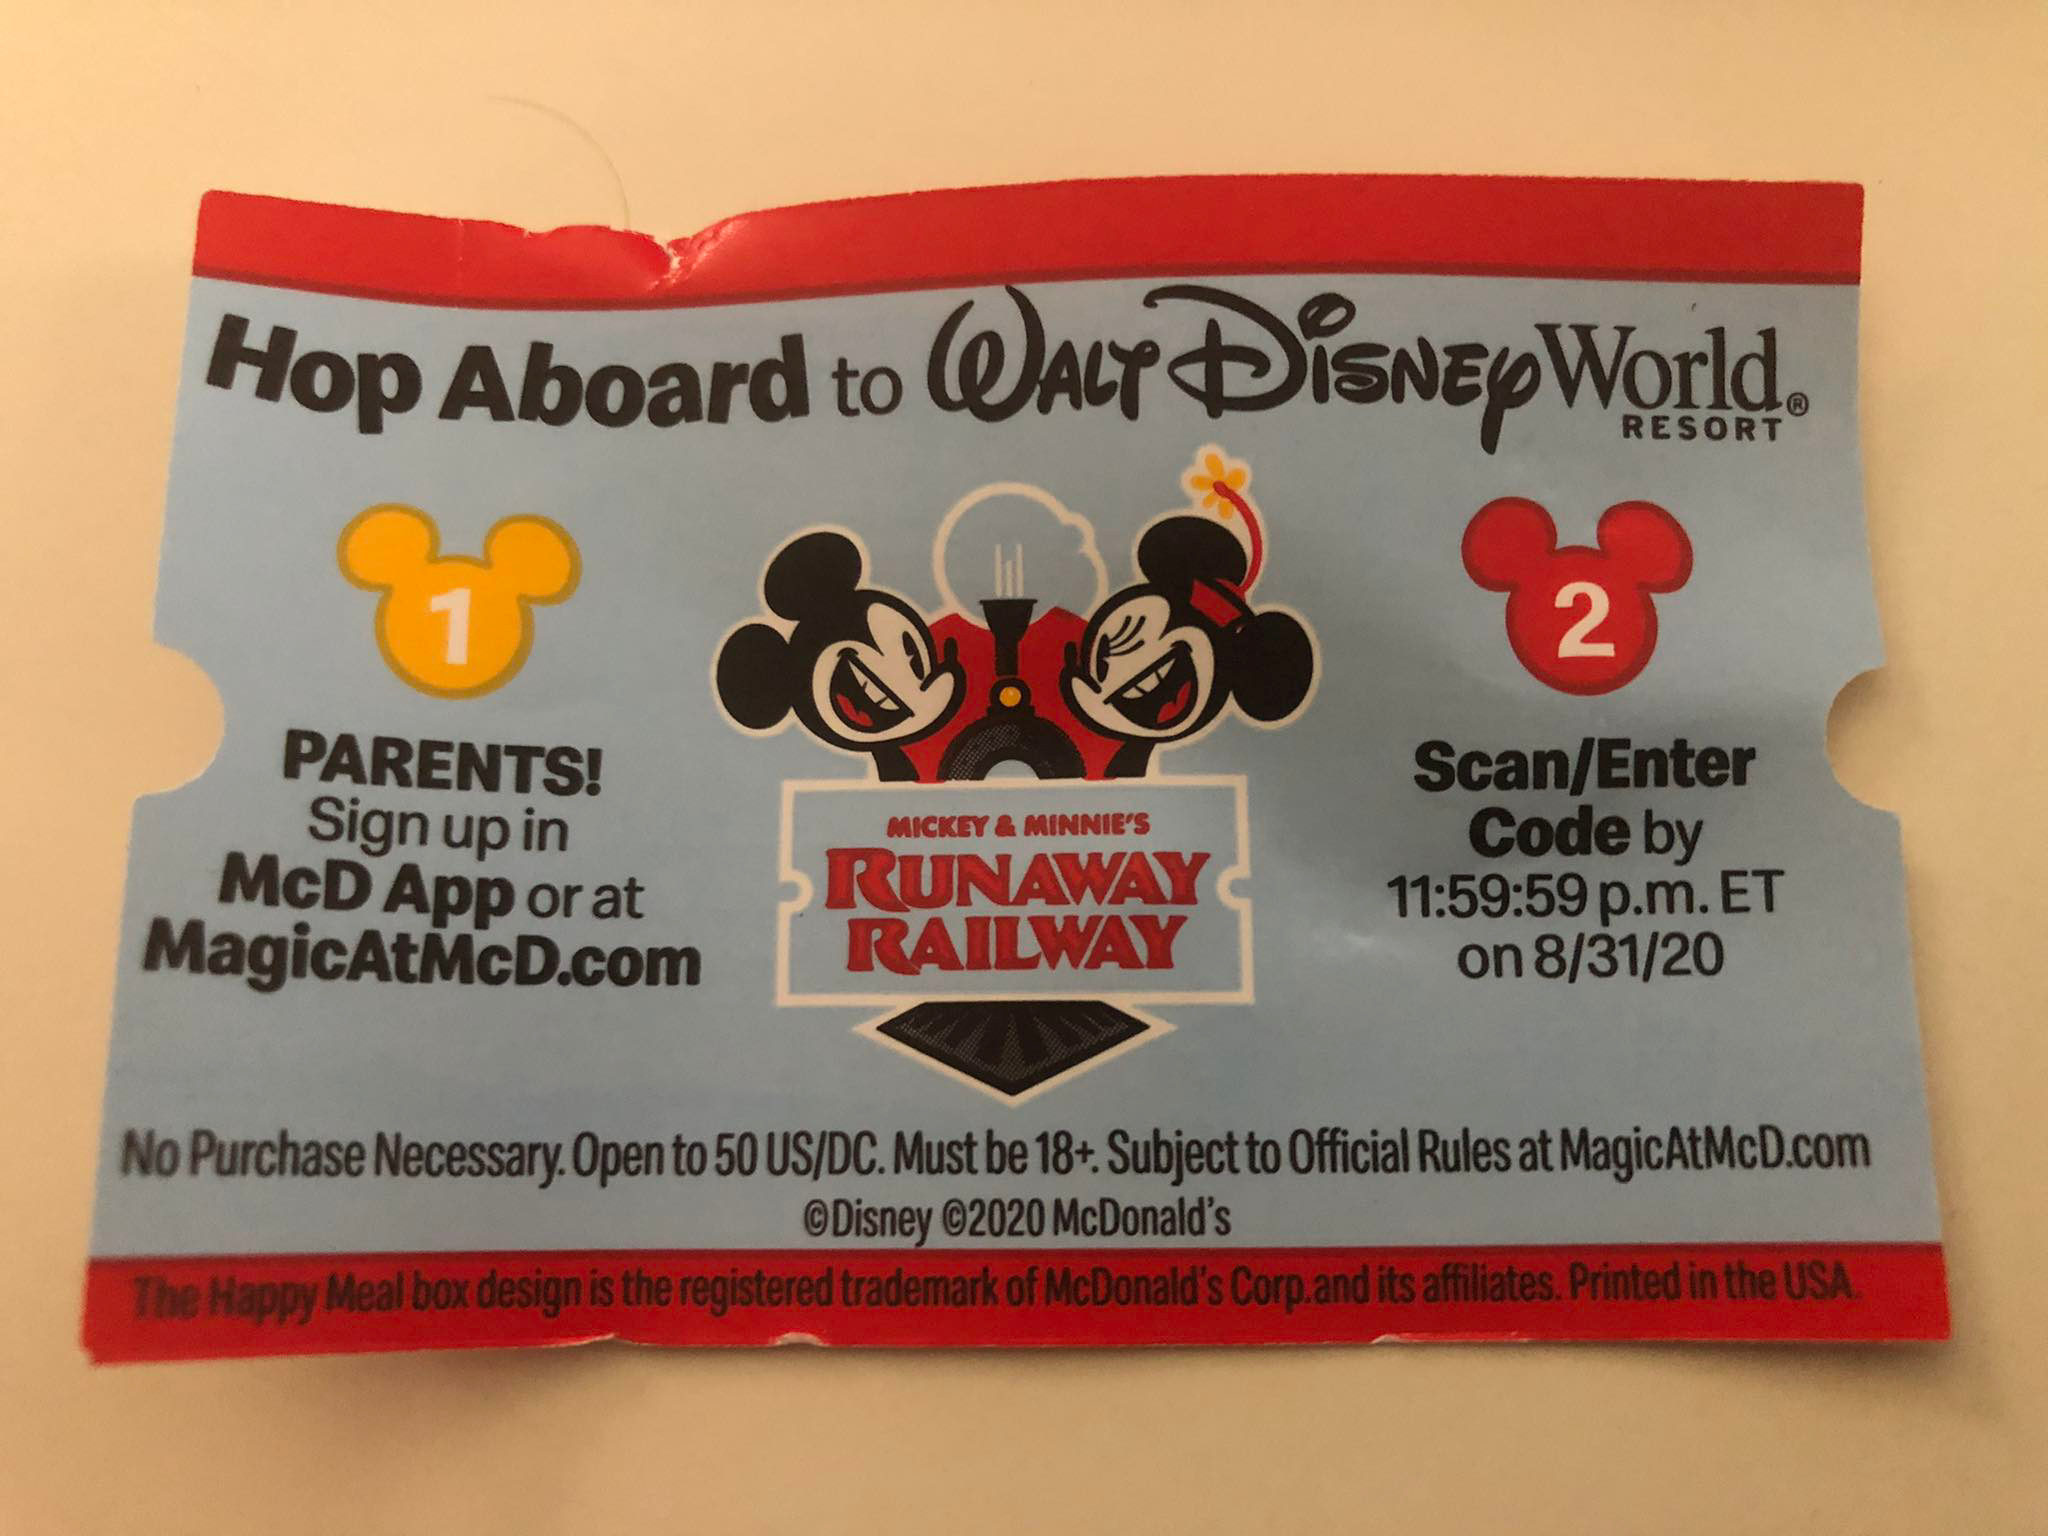 Hop Aboard to WALT DISNEY World® RESORT
1
PARENTS!
Sign up in
McD App or at
MagicAtMcD.com
MICKEY & MINNIE'S
RUNAWAY
RAILWAY
2
Scan/Enter
Code by
11:59:59 p.m. ET
on 8/31/20
No Purchase Necessary. Open to 50 US/DC. Must be 18+. Subject to Official Rules at MagicAtMcD.com
©Disney ©2020 McDonald's
The Happy Meal box design is the registered trademark of McDonald's Corp.and its affiliates. Printed in the USA.